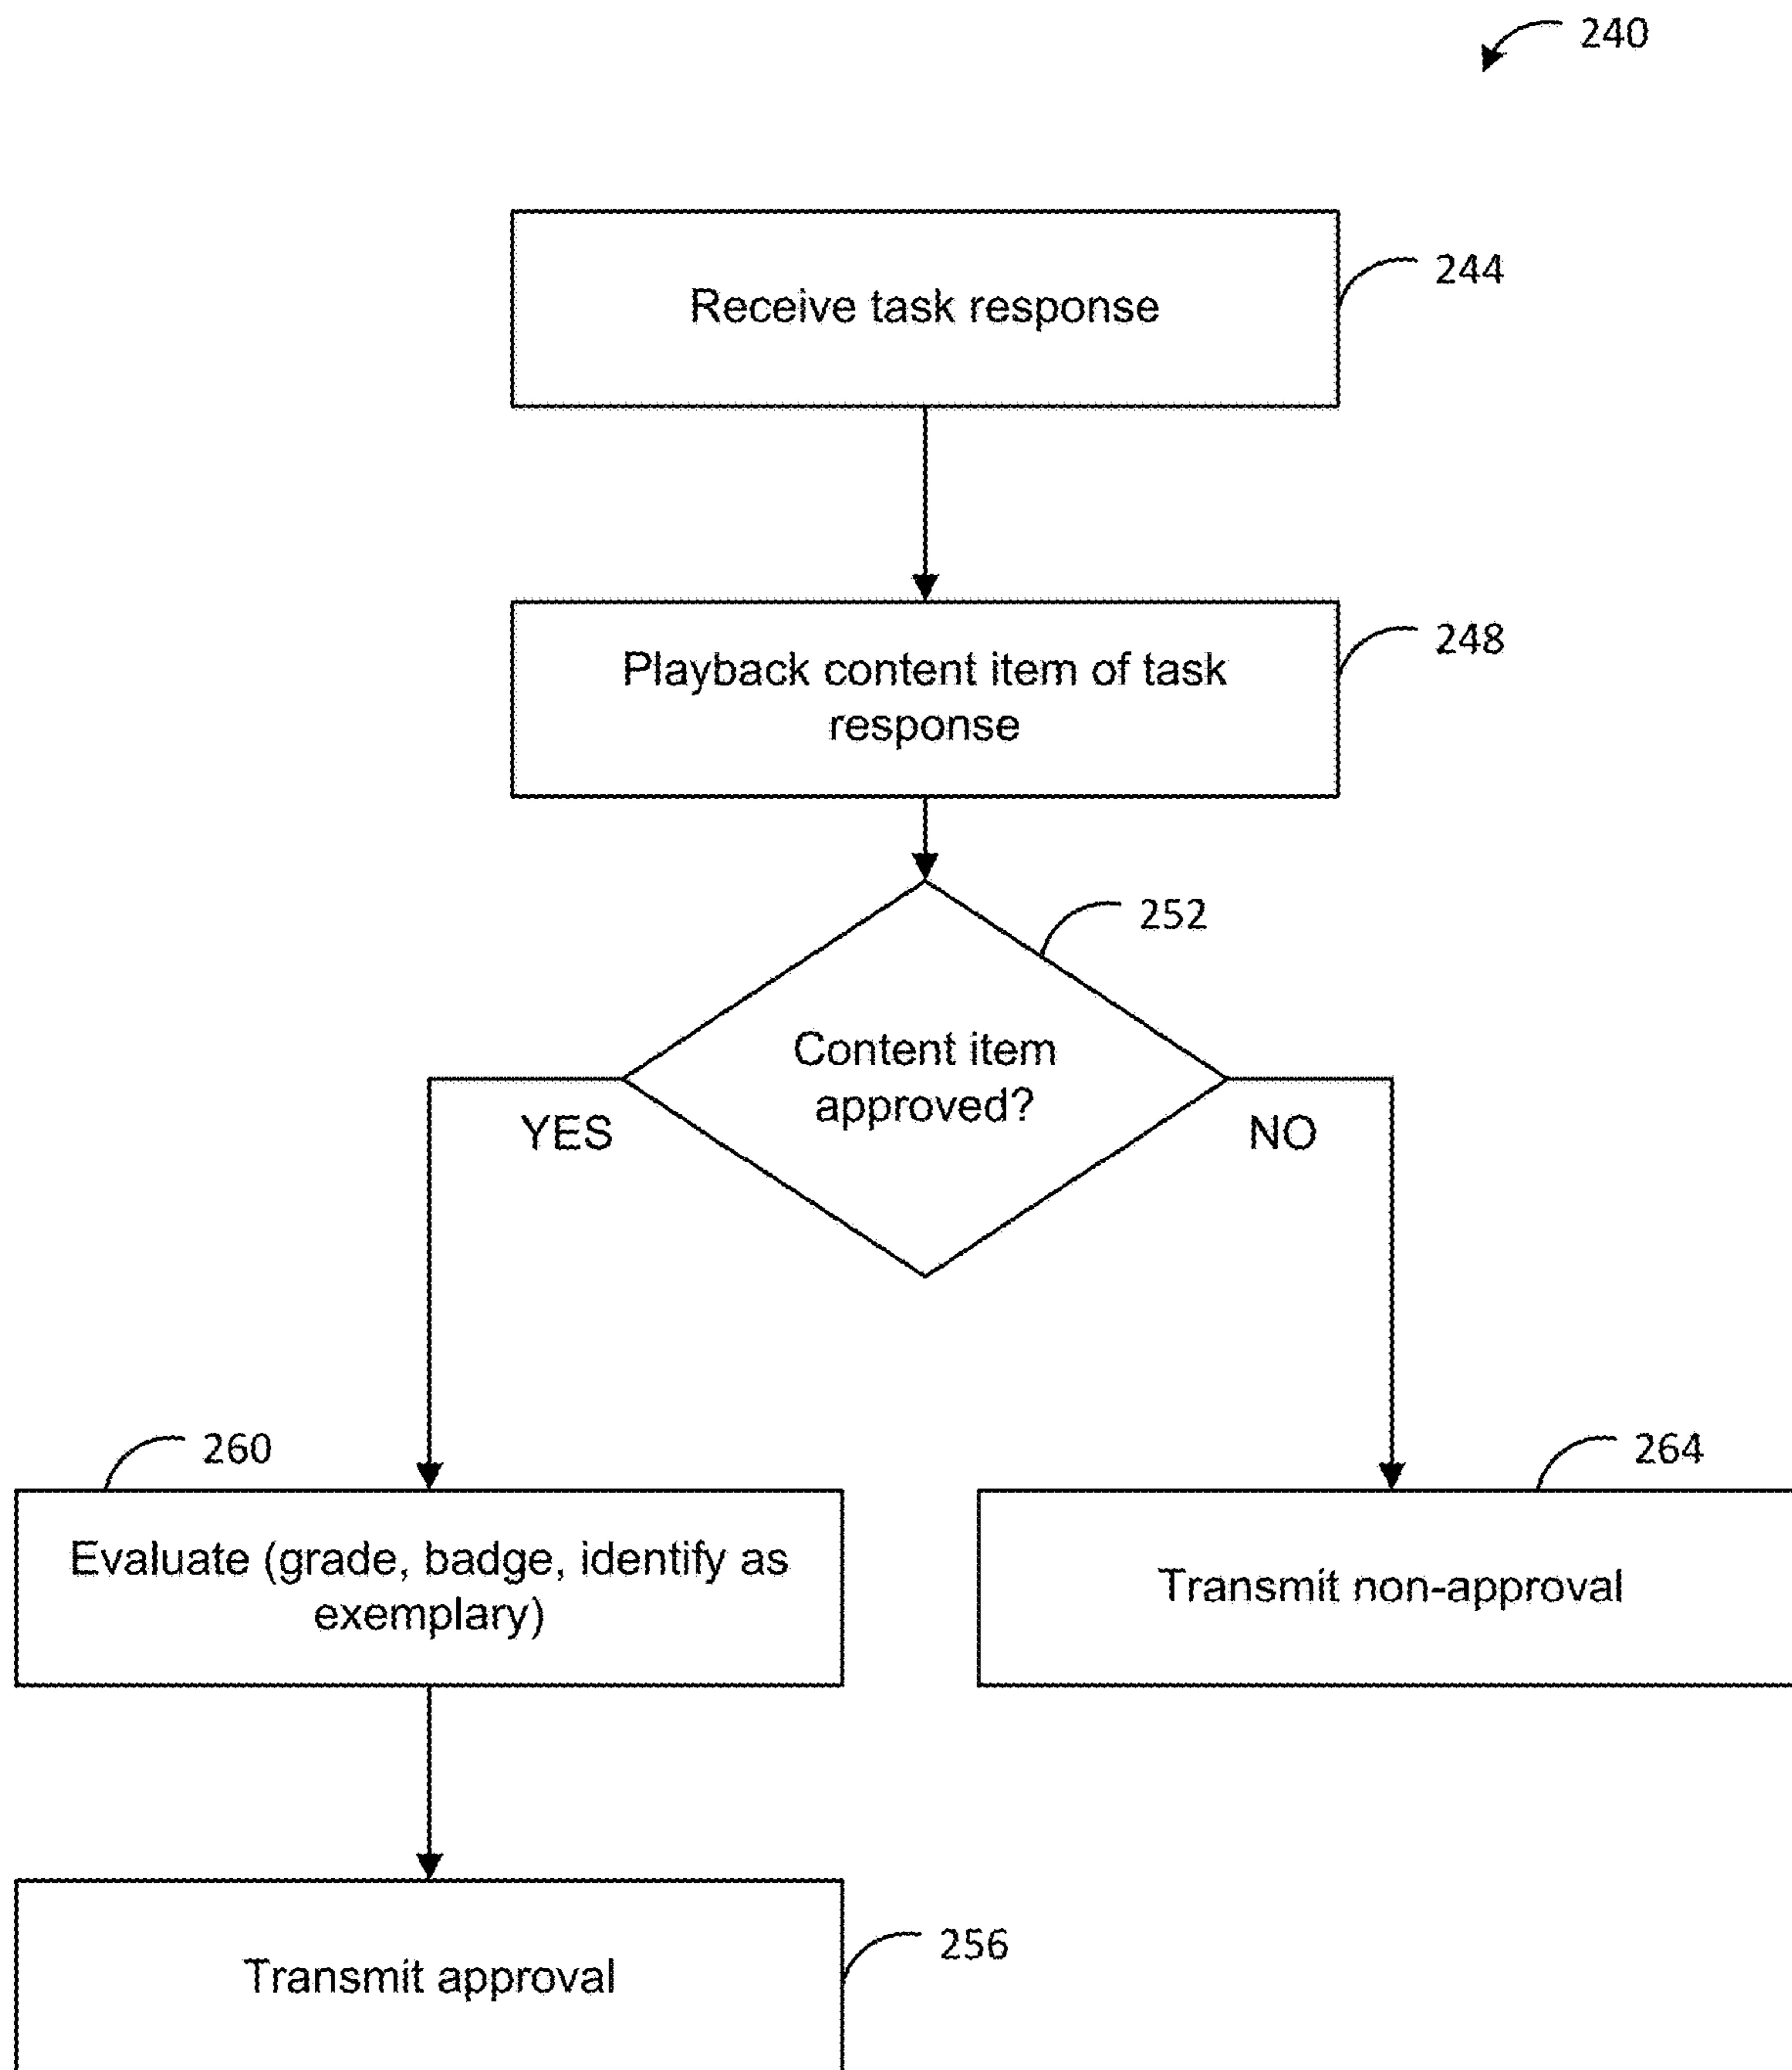 240
Receive task response
244
Playback content item of task
response
248
252
Content item
approved?
YES
NO
260
264
Evaluate (grade, badge, identify as
exemplary)
Transmit non-approval
Transmit approval
256